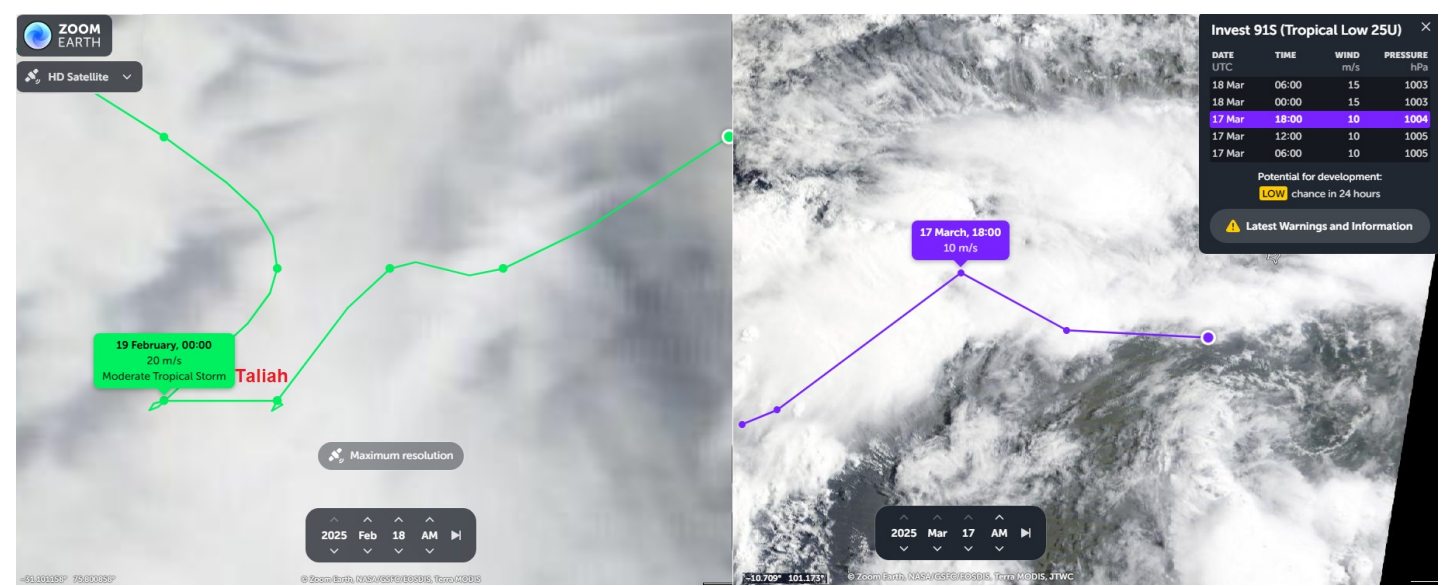 ZOOM
EARTH
HD Satellite
19 February, 00:00
20 m/s
Moderate Tropical Storm
Taliah
Maximum resolution
2025 Feb 18 AM
© Zoom Earth, NASA/GSFC/EOSDIS, Terra MODIS
Invest 91S (Tropical Low 25U)
DATE TIME WIND PRESSURE
UTC m/s hPa
18 Mar 06:00 15 1003
18 Mar 00:00 15 1003
17 Mar 18:00 10 1004
17 Mar 12:00 10 1005
17 Mar 06:00 10 1005
Potential for development:
LOW chance in 24 hours
Latest Warnings and Information
17 March, 18:00
10 m/s
2025 Mar 17 AM
-10.709° 101.173°
© Zoom Earth, NASA/GSFC/EOSDIS, Terra MODIS, JTWC